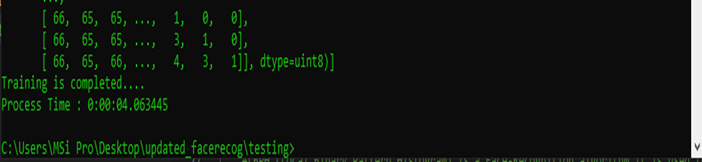 [ 66, 65, 65, ..., 1, 0, 0],
[ 66, 65, 65, ..., 3, 1, 0],
[ 66, 65, 66, ..., 4, 3, 1]], dtype=uint8)]
Training is completed....
Process Time : 0:00:04.063445
C:\Users\MSi Pro\Desktop\updated_facerecog\testing>